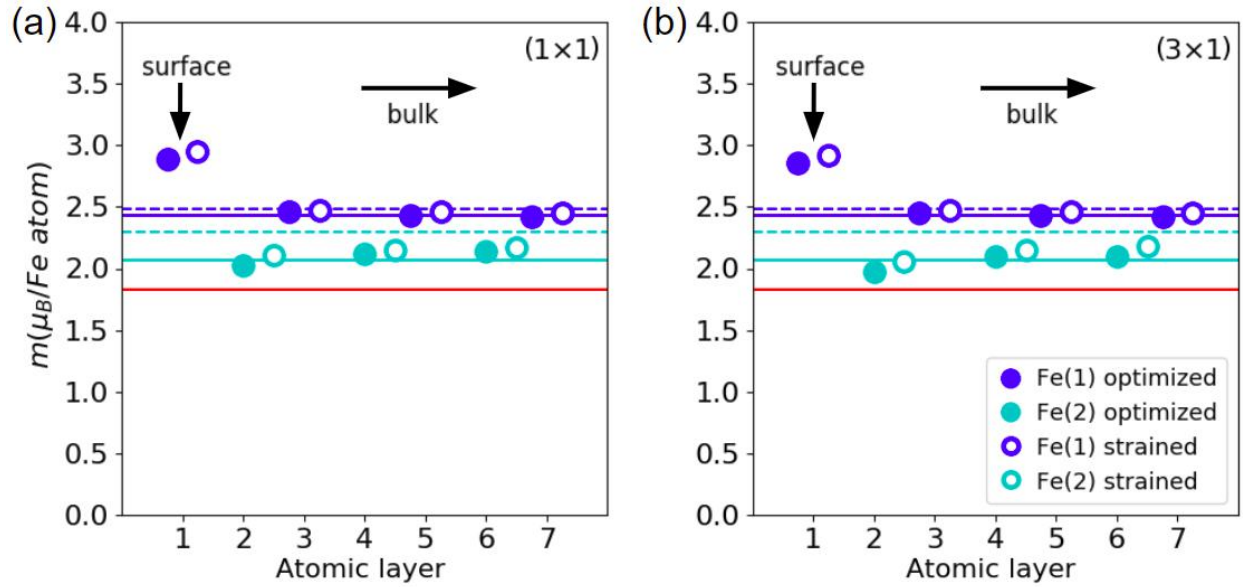 (a)
(1×1)
surface
bulk
4.0
3.5
3.0
2.5
2.0
1.5
1.0
0.5
0.0
m(μB/Fe atom)
1 2 3 4 5 6 7
Atomic layer
(b)
(3×1)
surface
bulk
4.0
3.5
3.0
2.5
2.0
1.5
1.0
0.5
0.0
Fe(1) optimized
Fe(2) optimized
Fe(1) strained
Fe(2) strained
1 2 3 4 5 6 7
Atomic layer